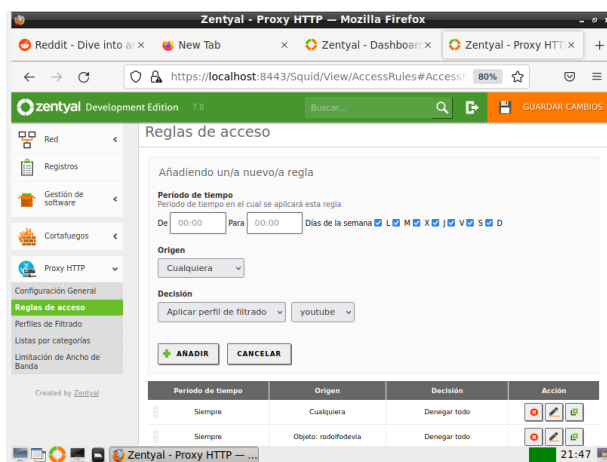 Zentyal - Proxy HTTP — Mozilla Firefox
Reddit - Dive into an
New Tab
Zentyal - Dashboard
Zentyal - Proxy HTT
https://localhost:8443/Squid/View/AccessRules#Access 80%
zentyal Development Edition 7.0 Buscar... GUARDAR CAMBIOS
Red
Registros
Gestión de software
Cortafuegos
Proxy HTTP
Configuración General
Reglas de acceso
Perfiles de Filtrado
Listas por categorías
Limitación de Ancho de Banda
Created by Zentyal
Reglas de acceso
Añadiendo un/a nuevo/a regla
Período de tiempo
Periodo de tiempo en el cual se aplicará esta regla
De 00:00 Para 00:00 Días de la semana L M X J V S D
Origen
Cualquiera
Decisión
Aplicar perfil de filtrado youtube
AÑADIR CANCELAR
Período de tiempo Origen Decisión Acción
Siempre Cualquiera Denegar todo
Siempre Objeto: rodolfodevia Denegar todo
Zentyal - Proxy HTTP — ... 21:47